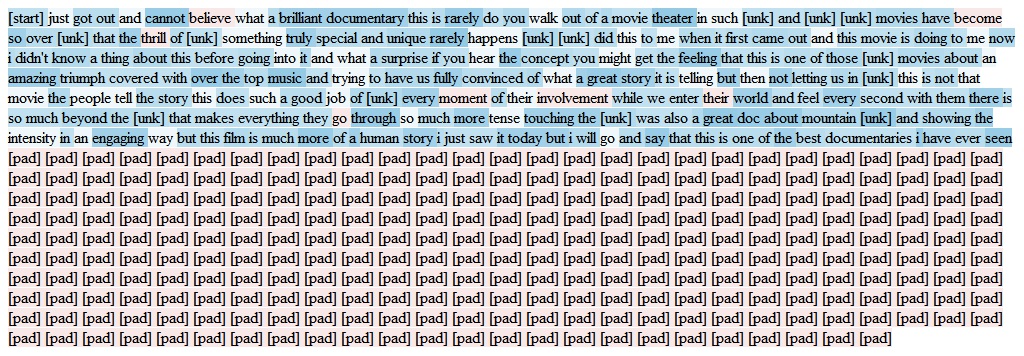 [start] just got out and cannot believe what a brilliant documentary this is rarely do you walk out of a movie theater in such [unk] and [unk] [unk] movies have become
so over [unk] that the thrill of [unk] something truly special and unique rarely happens [unk] [unk] did this to me when it first came out and this movie is doing to me now
i didn't know a thing about this before going into it and what a surprise if you hear the concept you might get the feeling that this is one of those [unk] movies about an
amazing triumph covered with over the top music and trying to have us fully convinced of what a great story it is telling but then not letting us in [unk] this is not that
movie the people tell the story this does such a good job of [unk] every moment of their involvement while we enter their world and feel every second with them there is
so much beyond the [unk] that makes everything they go through so much more tense touching the [unk] was also a great doc about mountain [unk] and showing the
intensity in an engaging way but this film is much more of a human story i just saw it today but i will go and say that this is one of the best documentaries i have ever seen
[pad] [pad] [pad] [pad] [pad] [pad] [pad] [pad] [pad] [pad] [pad] [pad] [pad] [pad] [pad] [pad] [pad] [pad] [pad] [pad] [pad] [pad] [pad] [pad] [pad] [pad] [pad]
[pad] [pad] [pad] [pad] [pad] [pad] [pad] [pad] [pad] [pad] [pad] [pad] [pad] [pad] [pad] [pad] [pad] [pad] [pad] [pad] [pad] [pad] [pad] [pad] [pad] [pad] [pad]
[pad] [pad] [pad] [pad] [pad] [pad] [pad] [pad] [pad] [pad] [pad] [pad] [pad] [pad] [pad] [pad] [pad] [pad] [pad] [pad] [pad] [pad] [pad] [pad] [pad] [pad] [pad]
[pad] [pad] [pad] [pad] [pad] [pad] [pad] [pad] [pad] [pad] [pad] [pad] [pad] [pad] [pad] [pad] [pad] [pad] [pad] [pad] [pad] [pad] [pad] [pad] [pad] [pad] [pad]
[pad] [pad] [pad] [pad] [pad] [pad] [pad] [pad] [pad] [pad] [pad] [pad] [pad] [pad] [pad] [pad] [pad] [pad] [pad] [pad] [pad] [pad] [pad] [pad] [pad] [pad] [pad]
[pad] [pad] [pad] [pad] [pad] [pad] [pad] [pad] [pad] [pad] [pad] [pad] [pad] [pad] [pad] [pad] [pad] [pad] [pad] [pad] [pad] [pad] [pad] [pad] [pad] [pad] [pad]
[pad] [pad] [pad] [pad] [pad] [pad] [pad] [pad] [pad] [pad] [pad] [pad] [pad] [pad] [pad] [pad] [pad] [pad] [pad] [pad] [pad] [pad] [pad] [pad] [pad] [pad] [pad]
[pad] [pad] [pad] [pad] [pad] [pad] [pad] [pad] [pad] [pad] [pad] [pad] [pad] [pad] [pad] [pad] [pad] [pad] [pad] [pad] [pad] [pad] [pad] [pad] [pad] [pad] [pad]
[pad] [pad] [pad] [pad] [pad] [pad] [pad] [pad] [pad] [pad] [pad] [pad] [pad] [pad] [pad] [pad] [pad] [pad] [pad] [pad] [pad] [pad] [pad] [pad] [pad] [pad] [pad]
[pad] [pad] [pad] [pad] [pad] [pad] [pad] [pad] [pad] [pad] [pad] [pad] [pad] [pad] [pad] [pad] [pad] [pad] [pad] [pad] [pad] [pad] [pad] [pad]